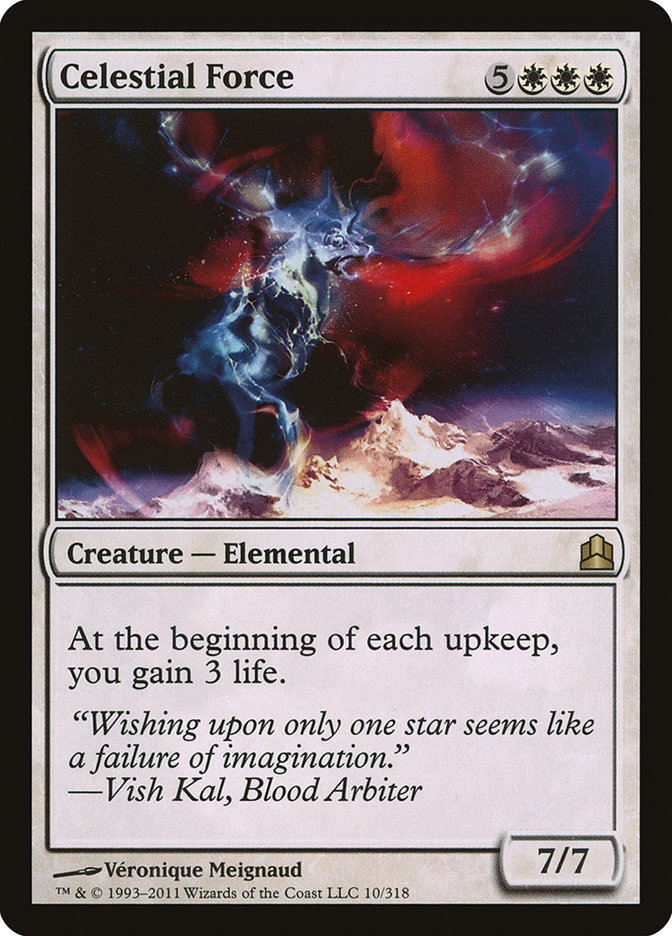 Celestial Force 5
Creature — Elemental
At the beginning of each upkeep,
you gain 3 life.
“Wishing upon only one star seems like
a failure of imagination.”
—Vish Kal, Blood Arbiter
7/7
Véronique Meignaud
™ & © 1993–2011 Wizards of the Coast LLC 10/318